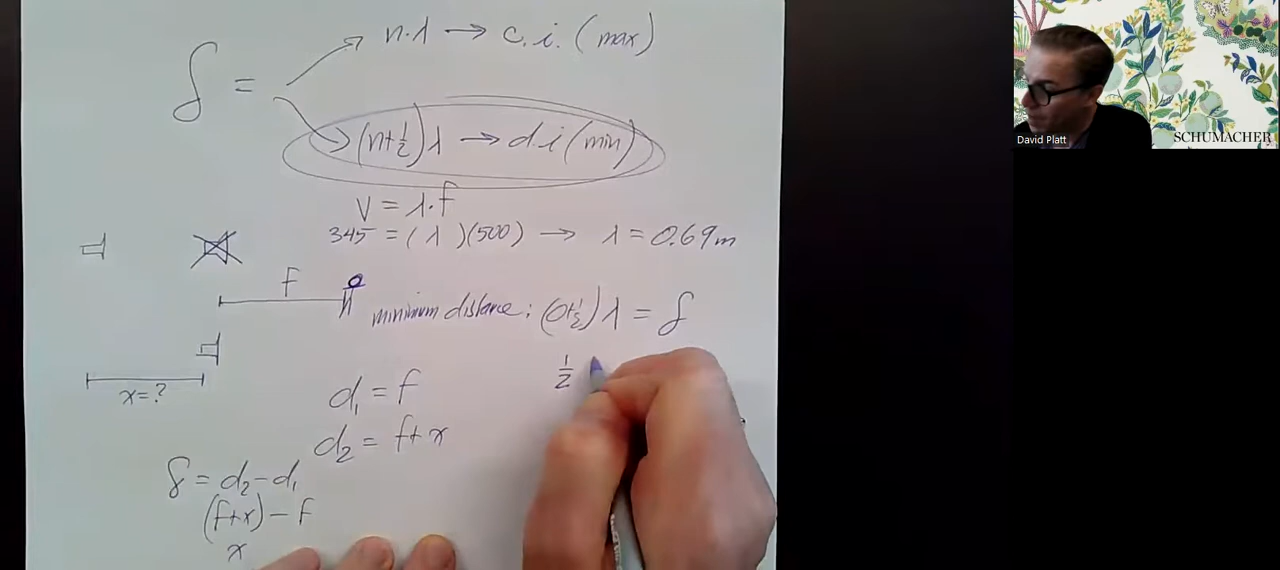 n·λ → c.i. (max)
δ =
(n+½)λ → d.i (min)
v = λ·f
345 = (λ)(500) → λ = 0.69m
f
minimum distance: (0+½)λ = δ
½
x=?
d₁ = f
d₂ = f+x
δ = d₂-d₁
(f+x)-f
x
David Platt
SCHUMACHER